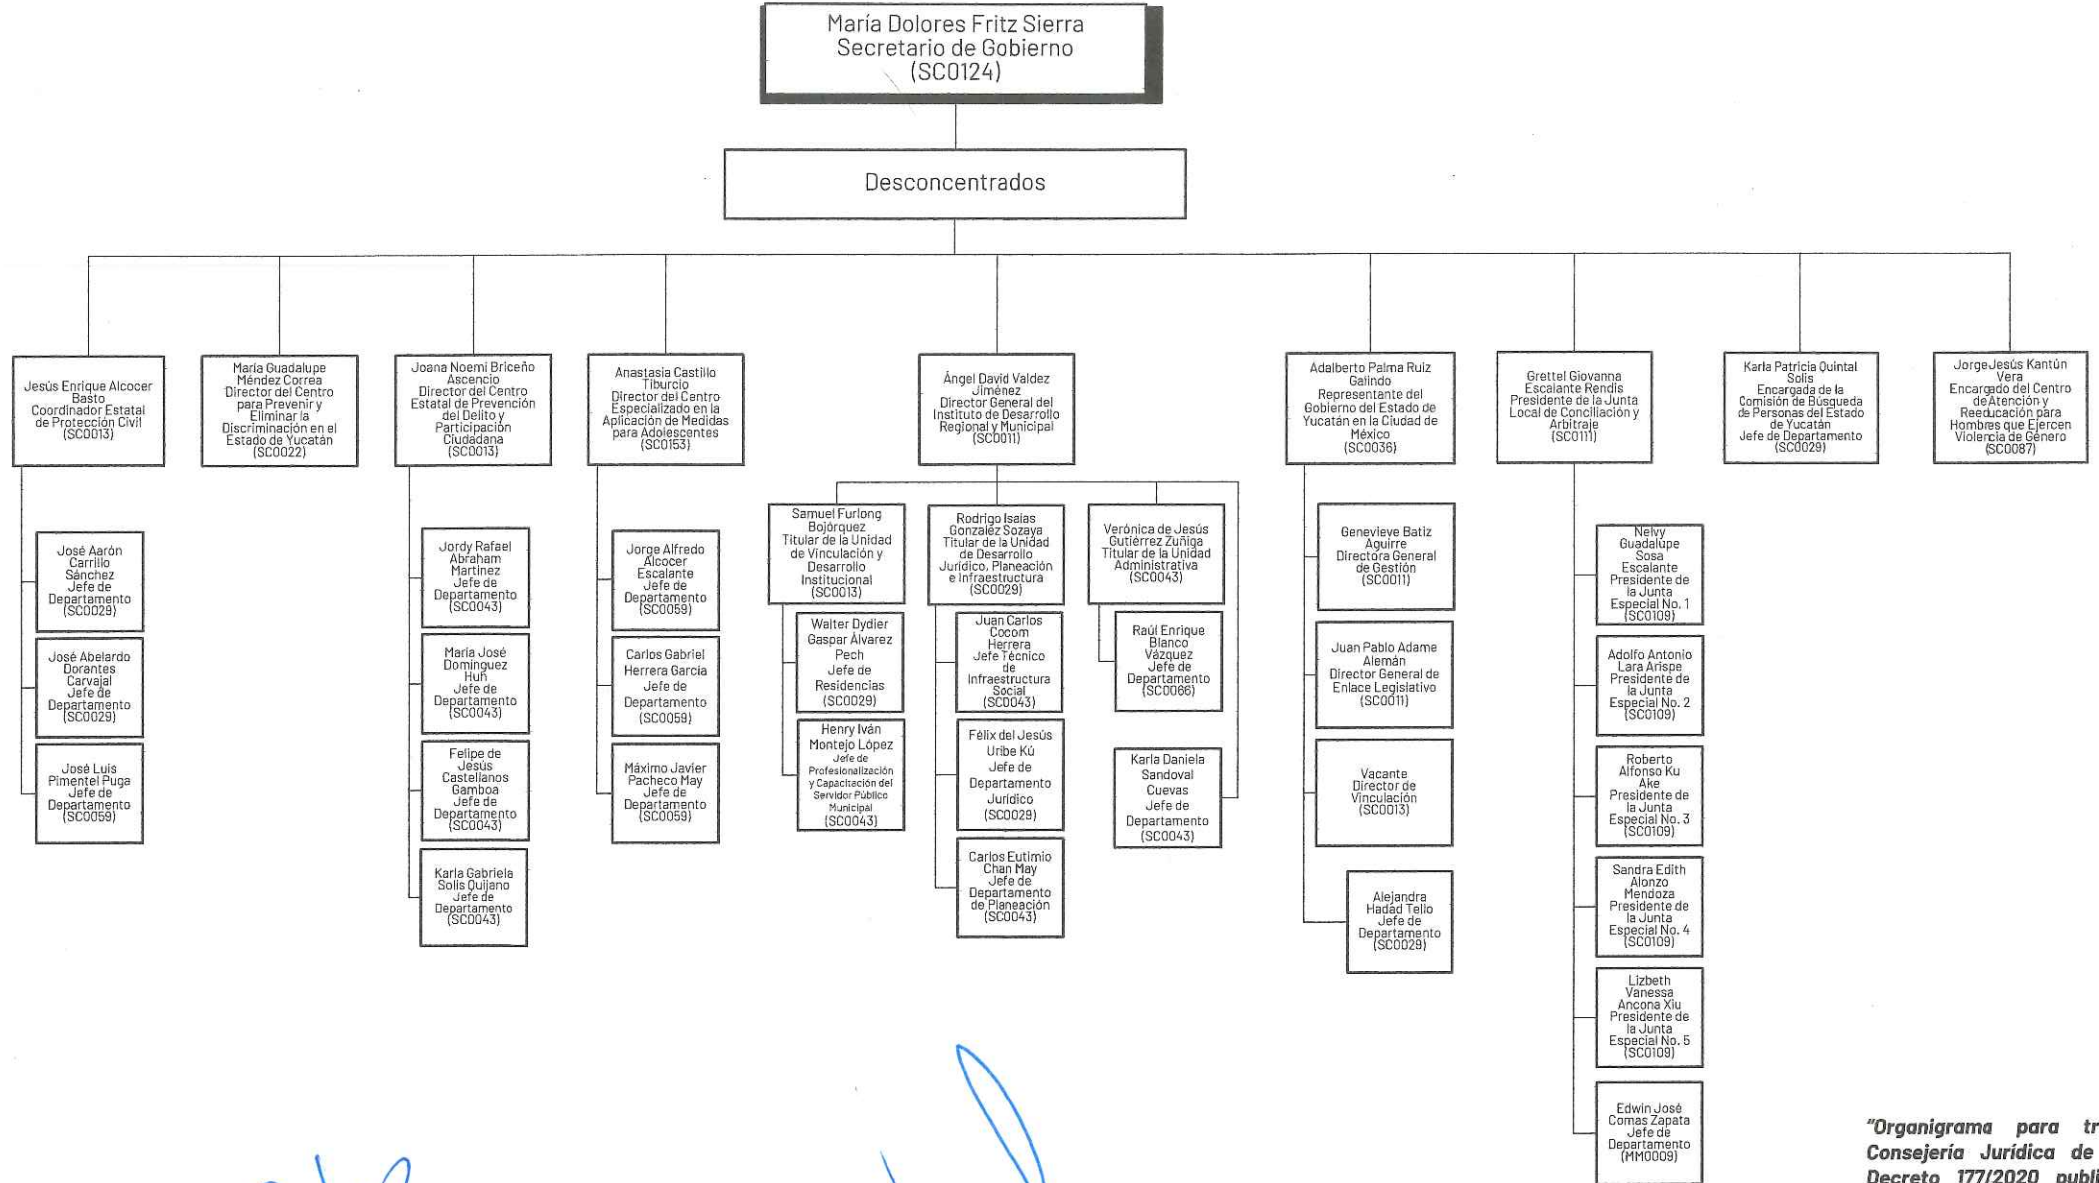 María Dolores Fritz Sierra
Secretario de Gobierno
(SC0124)
Desconcentrados
Jesús Enrique Alcocer
Basto
Coordinador Estatal
de Protección Civil
(SC0013)
María Guadalupe
Méndez Correa
Director del Centro
para Prevenir y
Eliminar la
Discriminación en el
Estado de Yucatán
(SC0022)
Joana Noemi Briceño
Ascencio
Director del Centro
Estatal de Prevención
del Delito y
Participación
Ciudadana
(SC0013)
Anastasia Castillo
Tiburcio
Director del Centro
Especializado en la
Aplicación de Medidas
para Adolescentes
(SC0153)
Ángel David Valdez
Jiménez
Director General del
Instituto de Desarrollo
Regional y Municipal
(SC0011)
Adalberto Palma Ruiz
Galindo
Representante del
Gobierno del Estado de
Yucatán en la Ciudad de
México
(SC0036)
Grettel Giovanna
Escalante Rendis
Presidente de la Junta
Local de Conciliación y
Arbitraje
(SC0111)
Karla Patricia Quintal
Solis
Encargada de la
Comisión de Búsqueda
de Personas del Estado
de Yucatán
Jefe de Departamento
(SC0029)
JorgeJesús Kantún
Vera
Encargado del Centro
de Atención y
Reeducación para
Hombres que Ejercen
Violencia de Género
(SC0087)
José Aarón
Carrillo
Sánchez
Jefe de
Departamento
(SC0029)
José Abelardo
Dorantes
Carvajal
Jefe de
Departamento
(SC0029)
José Luis
Pimentel Puga
Jefe de
Departamento
(SC0059)
Jordy Rafael
Abraham
Martinez
Jefe de
Departamento
(SC0043)
María José
Domínguez
Huñ
Jefe de
Departamento
(SC0043)
Felipe de
Jesús
Castellanos
Gamboa
Jefe de
Departamento
(SC0043)
Karla Gabriela
Solis Quijano
Jefe de
Departamento
(SC0043)
Jorge Alfredo
Alcocer
Escalante
Jefe de
Departamento
(SC0059)
Carlos Gabriel
Herrera García
Jefe de
Departamento
(SC0059)
Máximo Javier
Pacheco May
Jefe de
Departamento
(SC0059)
Samuel Furlong
Bojórquez
Titular de la Unidad
de Vinculación y
Desarrollo
Institucional
(SC0013)
Walter Dydier
Gaspar Álvarez
Pech
Jefe de
Residencias
(SC0029)
Henry Iván
Montejo López
Jefe de
Profesionalización
y Capacitación del
Servidor Público
Municipal
(SC0043)
Rodrigo Isaías
González Sozaya
Titular de la Unidad
de Desarrollo
Jurídico, Planeación
e Infraestructura
(SC0029)
Juan Carlos
Cocom
Herrera
Jefe Técnico
de
Infraestructura
Social
(SC0043)
Félix del Jesús
Uribe Kú
Jefe de
Departamento
Jurídico
(SC0029)
Carlos Eutimio
Chan May
Jefe de
Departamento
de Planeación
(SC0043)
Verónica de Jesús
Gutiérrez Zuñiga
Titular de la Unidad
Administrativa
(SC0043)
Raúl Enrique
Blanco
Vázquez
Jefe de
Departamento
(SC0066)
Karla Daniela
Sandoval
Cuevas
Jefe de
Departamento
(SC0043)
Genevieve Batiz
Aguirre
Directora General
de Gestión
(SC0011)
Juan Pablo Adame
Alemán
Director General de
Enlace Legislativo
(SC0011)
Vacante
Director de
Vinculación
(SC0013)
Alejandra
Hadad Tello
Jefe de
Departamento
(SC0029)
Nelvy
Guadalupe
Sosa
Escalante
Presidente de
la Junta
Especial No. 1
(SC0109)
Adolfo Antonio
Lara Arispe
Presidente de
la Junta
Especial No. 2
(SC0109)
Roberto
Alfonso Ku
Ake
Presidente de
la Junta
Especial No. 3
(SC0109)
Sandra Edith
Alonzo
Mendoza
Presidente de
la Junta
Especial No. 4
(SC0109)
Lizbeth
Vanessa
Ancona Xiu
Presidente de
la Junta
Especial No. 5
(SC0109)
Edwin José
Comas Zapata
Jefe de
Departamento
(MM0009)
"Organigrama para tr
Consejería Jurídica de
Decreto 177/2020 publi